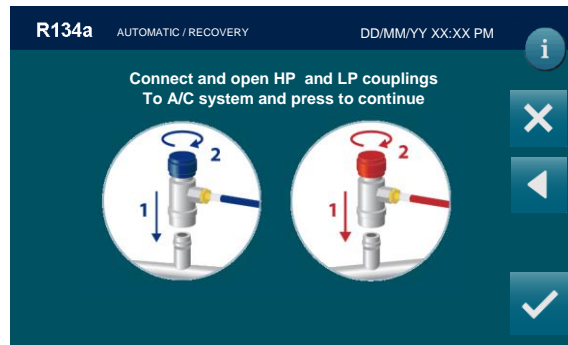 R134a AUTOMATIC / RECOVERY DD/MM/YY XX:XX PM
i
Connect and open HP and LP couplings
To A/C system and press to continue
2
1
2
1